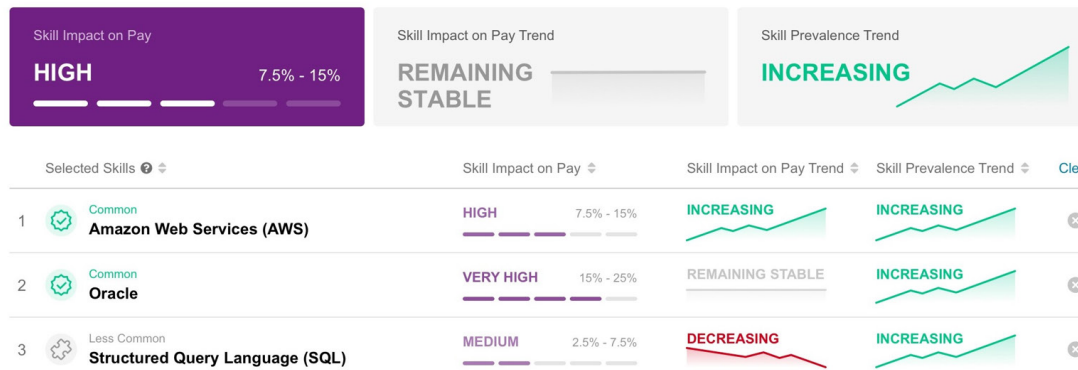 Skill Impact on Pay
HIGH 7.5% - 15%
Skill Impact on Pay Trend
REMAINING
STABLE
Skill Prevalence Trend
INCREASING
Selected Skills ? Skill Impact on Pay Skill Impact on Pay Trend Skill Prevalence Trend Cle
1 Common HIGH 7.5% - 15% INCREASING INCREASING
Amazon Web Services (AWS)
2 Common VERY HIGH 15% - 25% REMAINING STABLE INCREASING
Oracle
3 Less Common MEDIUM 2.5% - 7.5% DECREASING INCREASING
Structured Query Language (SQL)